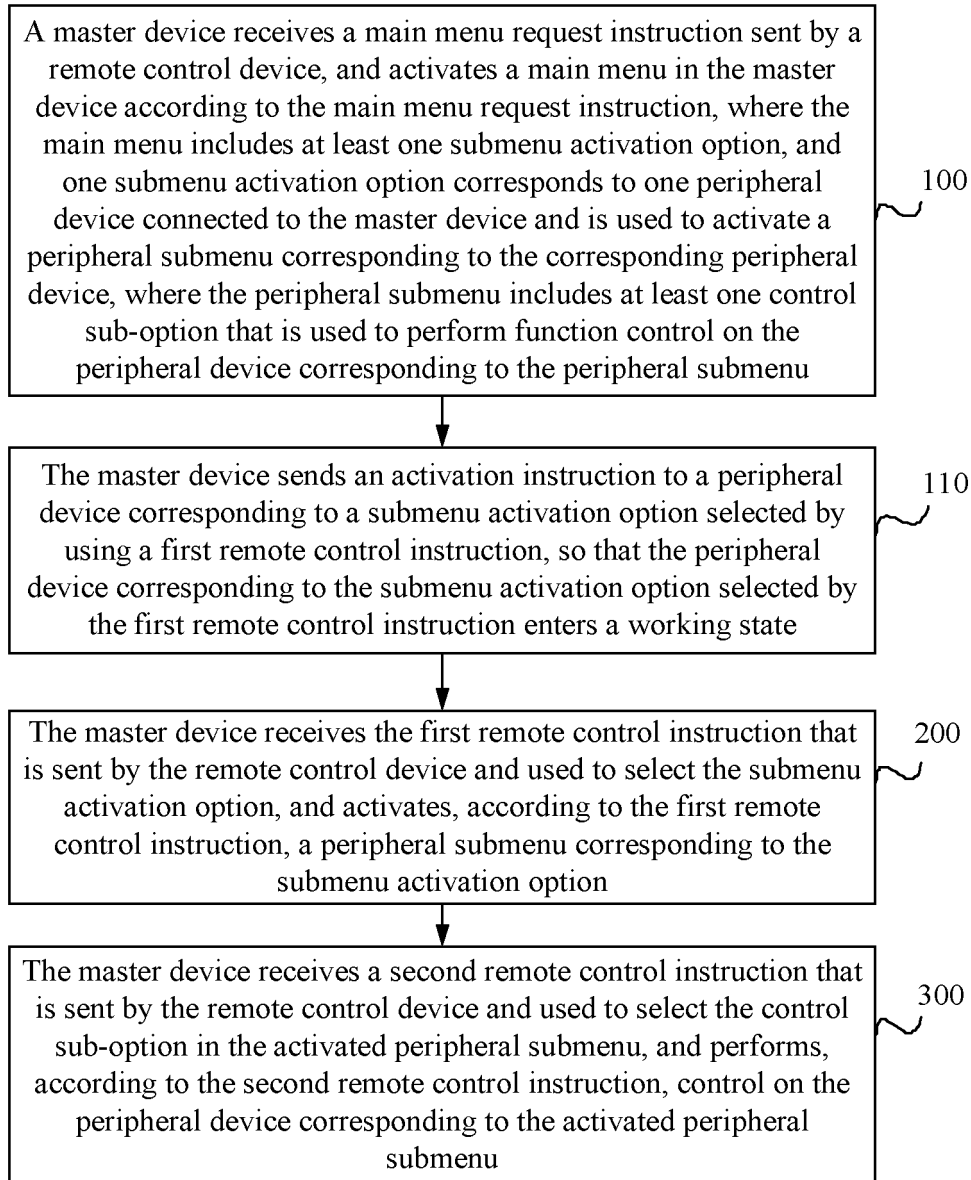 A master device receives a main menu request instruction sent by a
remote control device, and activates a main menu in the master
device according to the main menu request instruction, where the
main menu includes at least one submenu activation option, and
one submenu activation option corresponds to one peripheral
device connected to the master device and is used to activate a
peripheral submenu corresponding to the corresponding peripheral
device, where the peripheral submenu includes at least one control
sub-option that is used to perform function control on the
peripheral device corresponding to the peripheral submenu
100
The master device sends an activation instruction to a peripheral
device corresponding to a submenu activation option selected by
using a first remote control instruction, so that the peripheral
device corresponding to the submenu activation option selected by
the first remote control instruction enters a working state
110
The master device receives the first remote control instruction that
is sent by the remote control device and used to select the submenu
activation option, and activates, according to the first remote
control instruction, a peripheral submenu corresponding to the
submenu activation option
200
The master device receives a second remote control instruction that
is sent by the remote control device and used to select the control
sub-option in the activated peripheral submenu, and performs,
according to the second remote control instruction, control on the
peripheral device corresponding to the activated peripheral
submenu
300